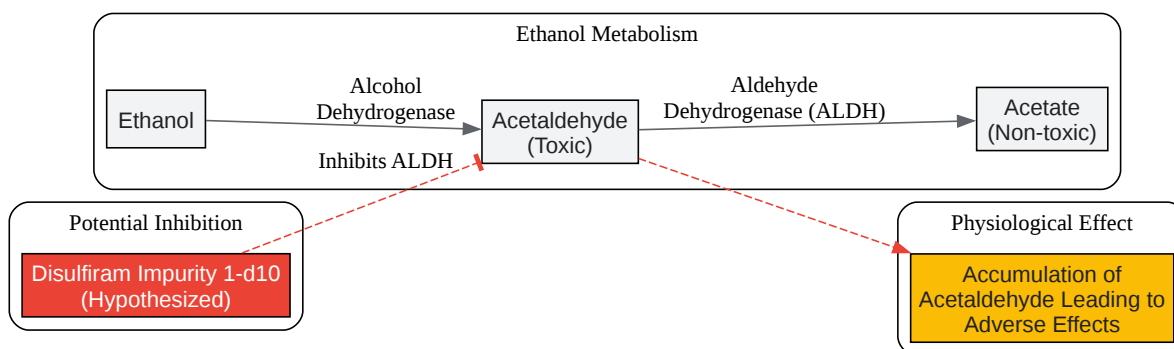 Ethanol Metabolism
Alcohol
Dehydrogenase
Aldehyde
Dehydrogenase (ALDH)
Ethanol
Acetaldehyde
(Toxic)
Acetate
(Non-toxic)
Inhibits ALDH
Potential Inhibition
Disulfiram Impurity 1-d10
(Hypothesized)
Physiological Effect
Accumulation of
Acetaldehyde Leading to
Adverse Effects